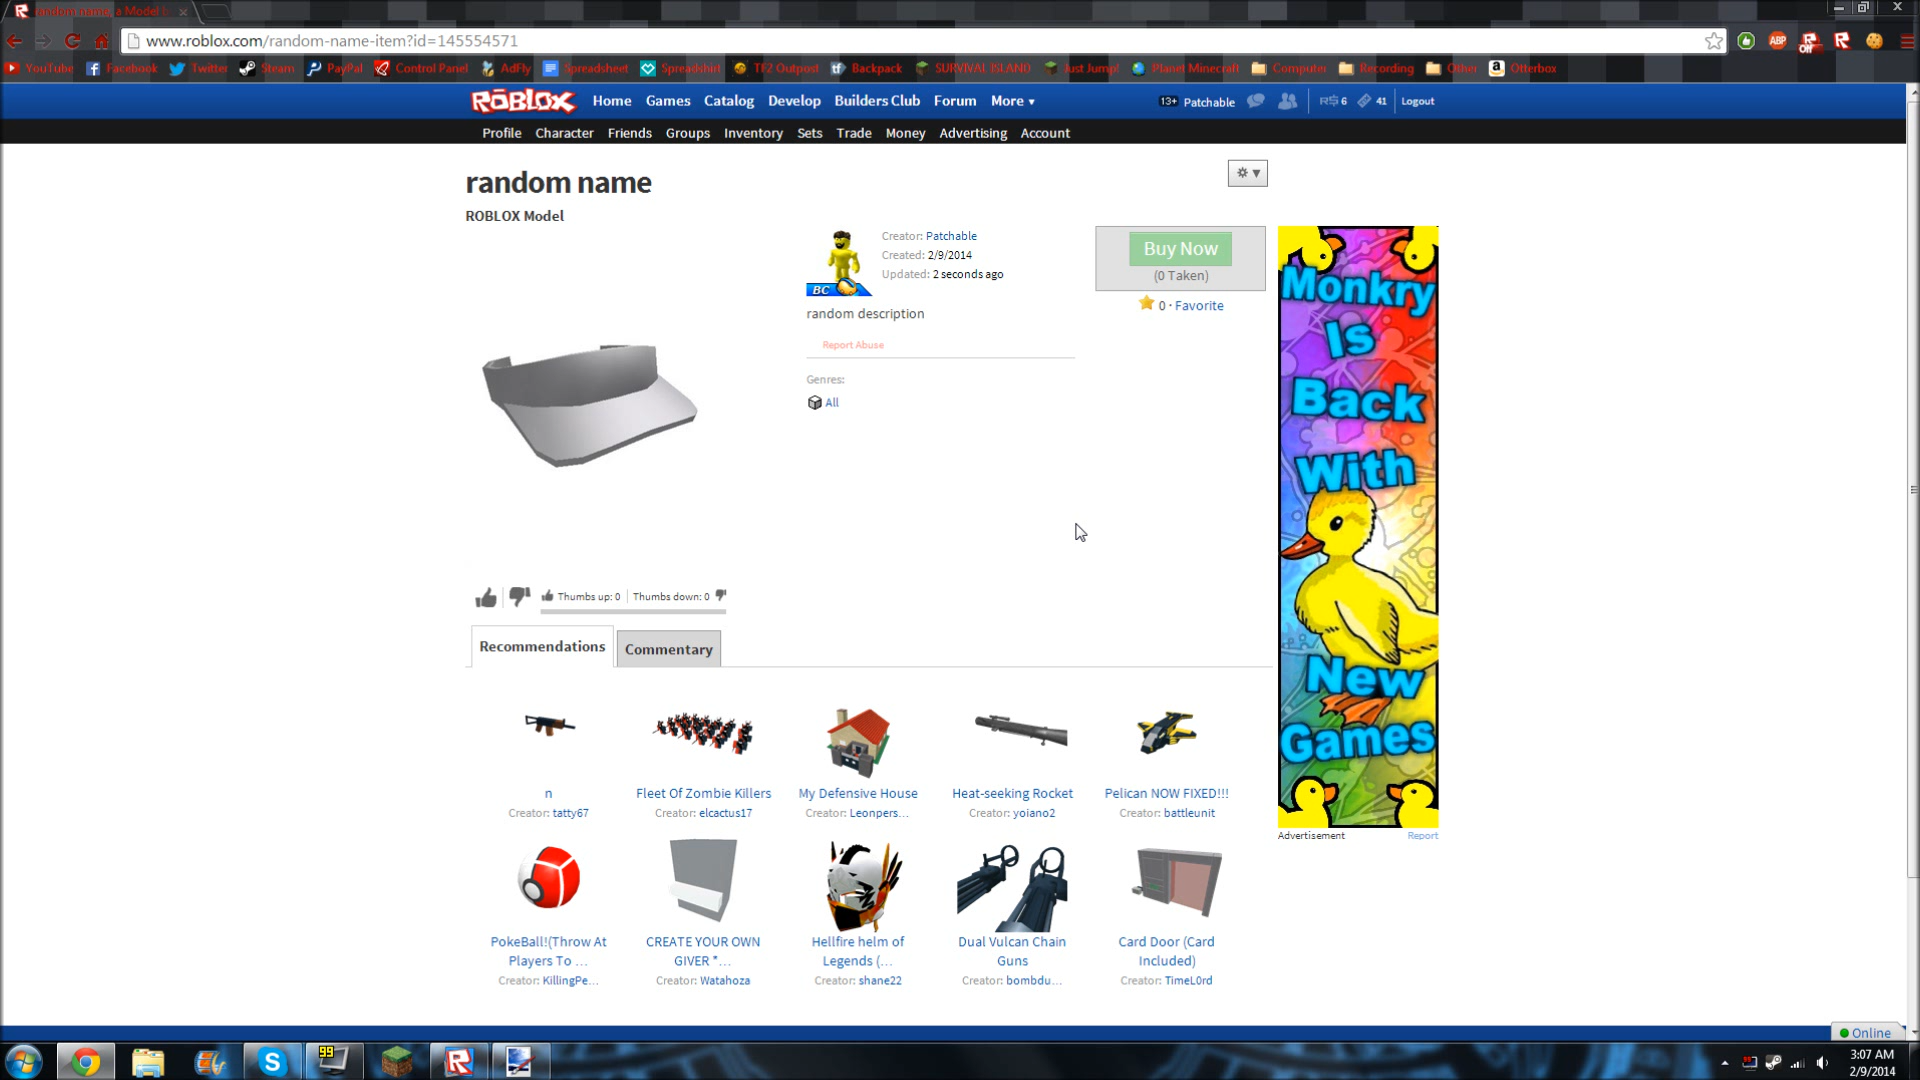 random name, a Model b
www.roblox.com/random-name-item?id=145554571
ABP
Off
YouTube Facebook Twitter Steam PayPal Control Panel AdFly Spreadsheet Spreadshirt TF2 Outpost Backpack SURVIVAL ISLAND Just Jump! Planet Minecraft Computer Recording Other Otterbox
ROBLOX Home Games Catalog Develop Builders Club Forum More ▼ 13+ Patchable R$ 6 41 Logout
Profile Character Friends Groups Inventory Sets Trade Money Advertising Account
random name
ROBLOX Model
BC
Creator: Patchable
Created: 2/9/2014
Updated: 2 seconds ago
random description
Report Abuse
Genres:
All
Buy Now
(0 Taken)
0 · Favorite
Monkry
Is
Back
With
New
Games
Advertisement Report
Thumbs up: 0 Thumbs down: 0
Recommendations Commentary
n
Creator: tatty67
Fleet Of Zombie Killers
Creator: elcactus17
My Defensive House
Creator: Leonpers...
Heat-seeking Rocket
Creator: yoiano2
Pelican NOW FIXED!!!
Creator: battleunit
PokeBall!(Throw At
Players To ...
Creator: KillingPe...
CREATE YOUR OWN
GIVER *...
Creator: Watahoza
Hellfire helm of
Legends (...
Creator: shane22
Dual Vulcan Chain
Guns
Creator: bombdu...
Card Door (Card
Included)
Creator: TimeL0rd
Online
99
3:07 AM
2/9/2014